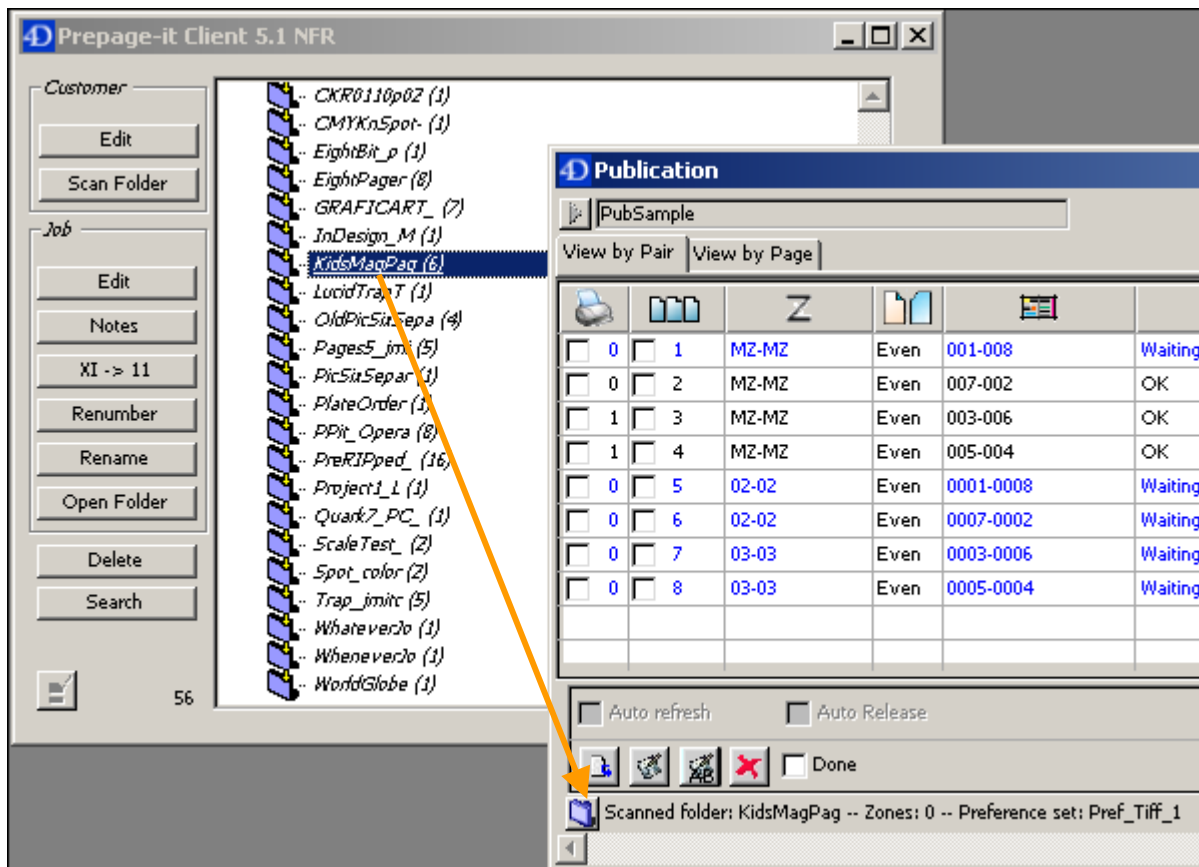 4D Prepage-it Client 5.1 NFR
Customer
Edit
Scan Folder
Job
Edit
Notes
XI -> 11
Renumber
Rename
Open Folder
Delete
Search
56
CKR0110p02 (1)
CMYKnSpot- (1)
EightBit_p (1)
EightPager (8)
GRAFICART_ (7)
InDesign_M (1)
KidsMagPag (6)
LucidTrapT (1)
OldPicSixSepa (4)
Pages5_jmi (5)
PicSixSepar (1)
PlateOrder (1)
PPit_Opera (8)
PreRIPped_ (16)
Project1_L (1)
Quark7_PC_ (1)
ScaleTest_ (2)
Spot_color (2)
Trap_jmitc (5)
WhateverJo (1)
WheneverJo (1)
WorldGlobe (1)
4D Publication
PubSample
View by Pair View by Page
Z
0 1 MZ-MZ Even 001-008 Waiting
0 2 MZ-MZ Even 007-002 OK
1 3 MZ-MZ Even 003-006 OK
1 4 MZ-MZ Even 005-004 OK
0 5 02-02 Even 0001-0008 Waiting
0 6 02-02 Even 0007-0002 Waiting
0 7 03-03 Even 0003-0006 Waiting
0 8 03-03 Even 0005-0004 Waiting
Auto refresh Auto Release
AB Done
Scanned folder: KidsMagPag -- Zones: 0 -- Preference set: Pref_Tiff_1